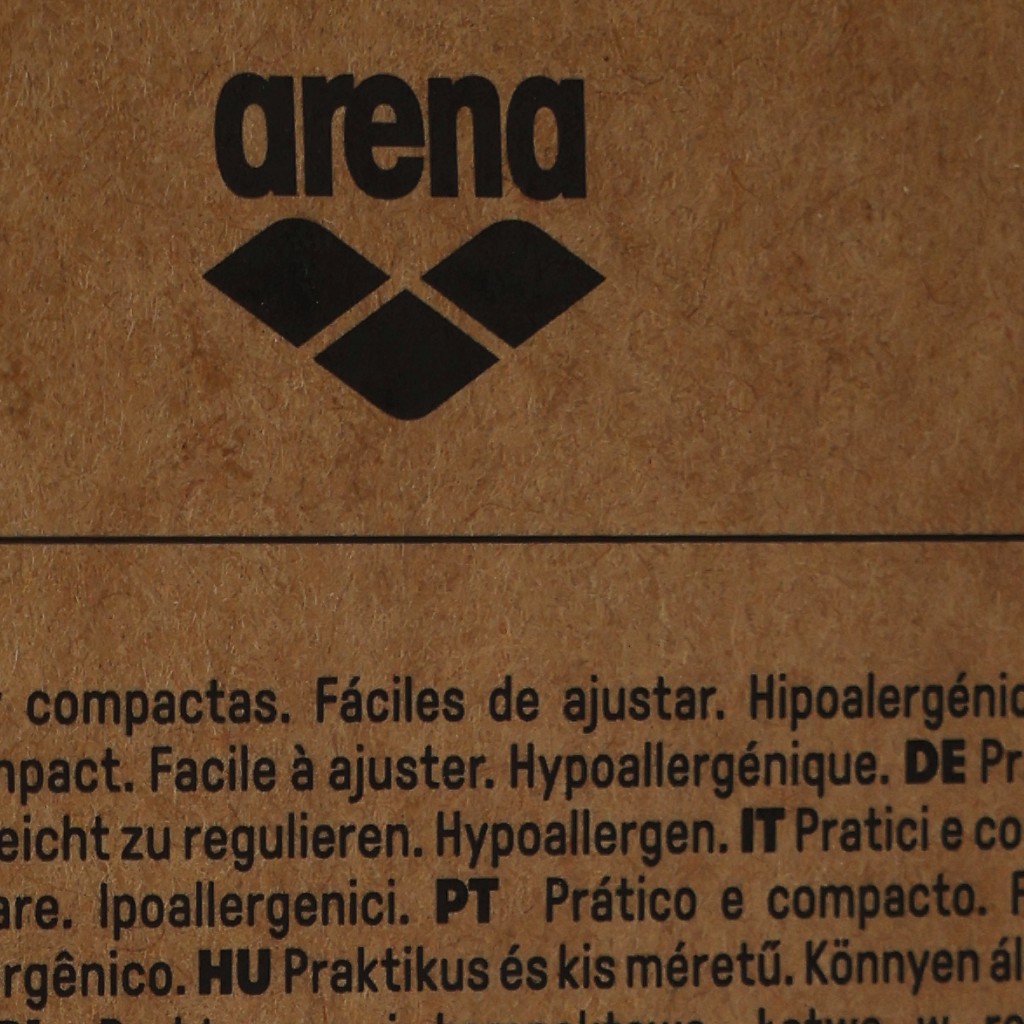 arena
compactas. Fáciles de ajustar. Hipoalergénic
mpact. Facile à ajuster. Hypoallergénique. DE Pr
eicht zu regulieren. Hypoallergen. IT Pratici e co
are. Ipoallergenici. PT Prático e compacto. F
rgênico. HU Praktikus és kis méretű. Könnyen ál